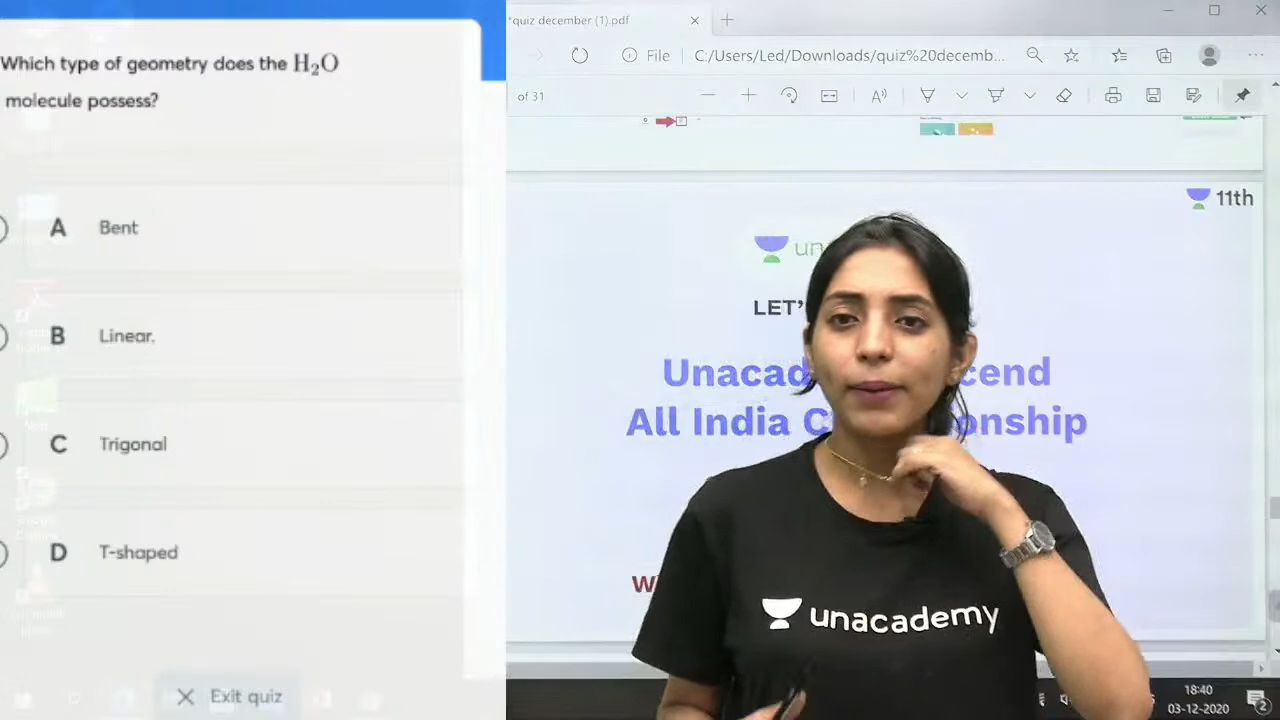 Which type of geometry does the H₂O
molecule possess?
A Bent
B Linear.
C Trigonal
D T-shaped
Exit quiz
*quiz december (1).pdf
File C:/Users/Led/Downloads/quiz%20decemb...
of 31
11th
un
LET'
Unacad cend
All India C onship
W
unacademy
18:40
03-12-2020
2